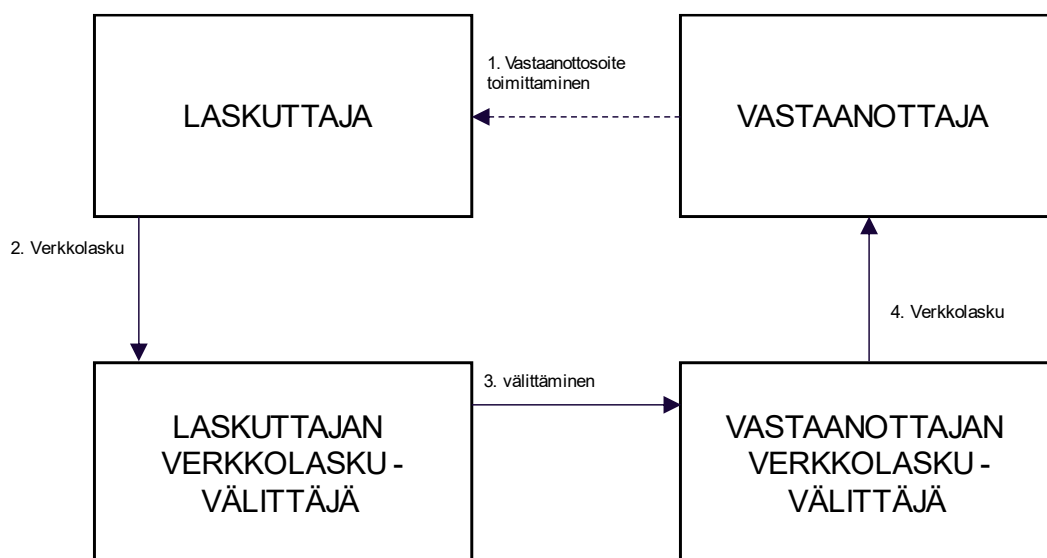 1. Vastaanottosoite
toimittaminen
LASKUTTAJA
VASTAANOTTAJA
2. Verkkolasku
4. Verkkolasku
3. välittäminen
LASKUTTAJAN
VERKKOLASKU -
VÄLITTÄJÄ
VASTAANOTTAJAN
VERKKOLASKU -
VÄLITTÄJÄ